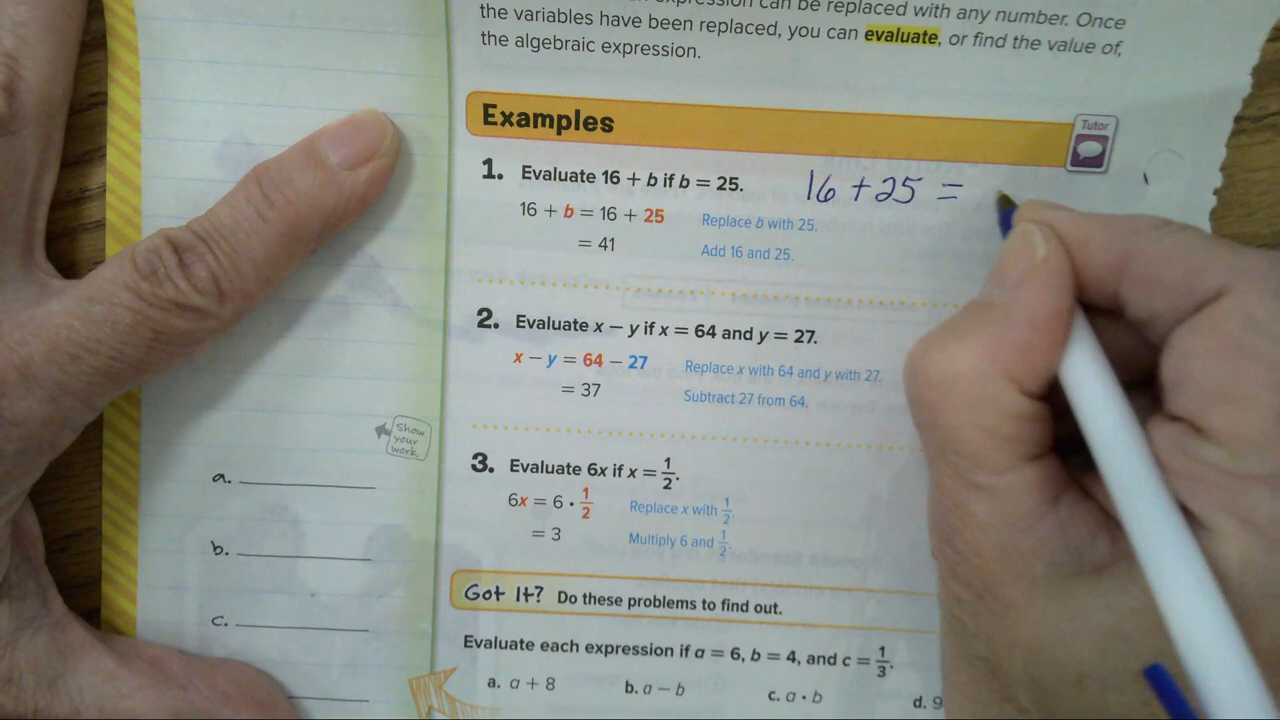 expression can be replaced with any number. Once
the variables have been replaced, you can evaluate, or find the value of,
the algebraic expression.
Examples
Tutor
1. Evaluate 16 + b if b = 25.
16 + 25 =
16 + b = 16 + 25 Replace b with 25.
= 41 Add 16 and 25.
2. Evaluate x − y if x = 64 and y = 27.
x − y = 64 − 27 Replace x with 64 and y with 27.
= 37 Subtract 27 from 64.
Show
your
work.
3. Evaluate 6x if x = 1/2.
6x = 6 · 1/2 Replace x with 1/2.
= 3 Multiply 6 and 1/2.
a.
b.
c.
Got It? Do these problems to find out.
Evaluate each expression if a = 6, b = 4, and c = 1/3.
a. a + 8 b. a − b c. a · b d. 9